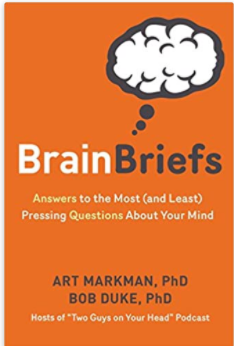 BrainBriefs
Answers to the Most (and Least)
Pressing Questions About Your Mind
ART MARKMAN, PhD
BOB DUKE, PhD
Hosts of "Two Guys on Your Head" Podcast